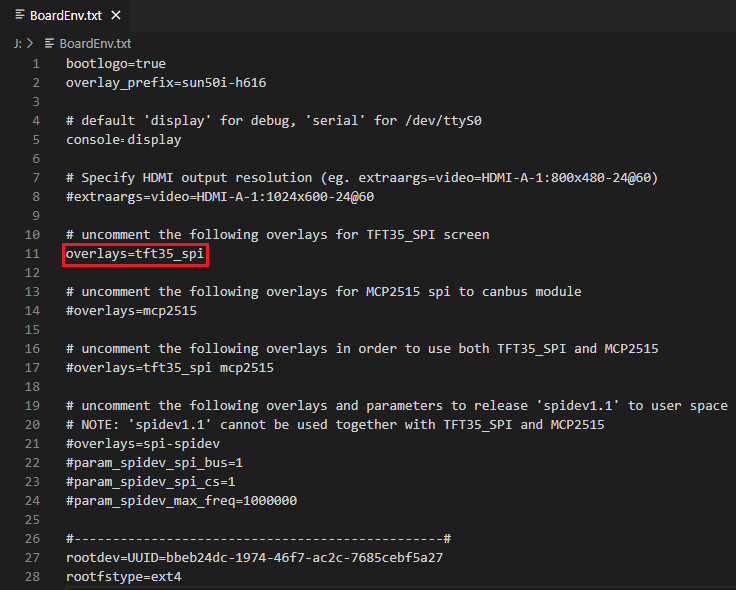 BoardEnv.txt
J: > BoardEnv.txt
1 bootlogo=true
2 overlay_prefix=sun50i-h616
3
4 # default 'display' for debug, 'serial' for /dev/ttyS0
5 console=display
6
7 # Specify HDMI output resolution (eg. extraargs=video=HDMI-A-1:800x480-24@60)
8 #extraargs=video=HDMI-A-1:1024x600-24@60
9
10 # uncomment the following overlays for TFT35_SPI screen
11 overlays=tft35_spi
12
13 # uncomment the following overlays for MCP2515 spi to canbus module
14 #overlays=mcp2515
15
16 # uncomment the following overlays in order to use both TFT35_SPI and MCP2515
17 #overlays=tft35_spi mcp2515
18
19 # uncomment the following overlays and parameters to release 'spidev1.1' to user space
20 # NOTE: 'spidev1.1' cannot be used together with TFT35_SPI and MCP2515
21 #overlays=spi-spidev
22 #param_spidev_spi_bus=1
23 #param_spidev_spi_cs=1
24 #param_spidev_max_freq=1000000
25
26 #------------------------------------------------#
27 rootdev=UUID=bbeb24dc-1974-46f7-ac2c-7685cebf5a27
28 rootfstype=ext4